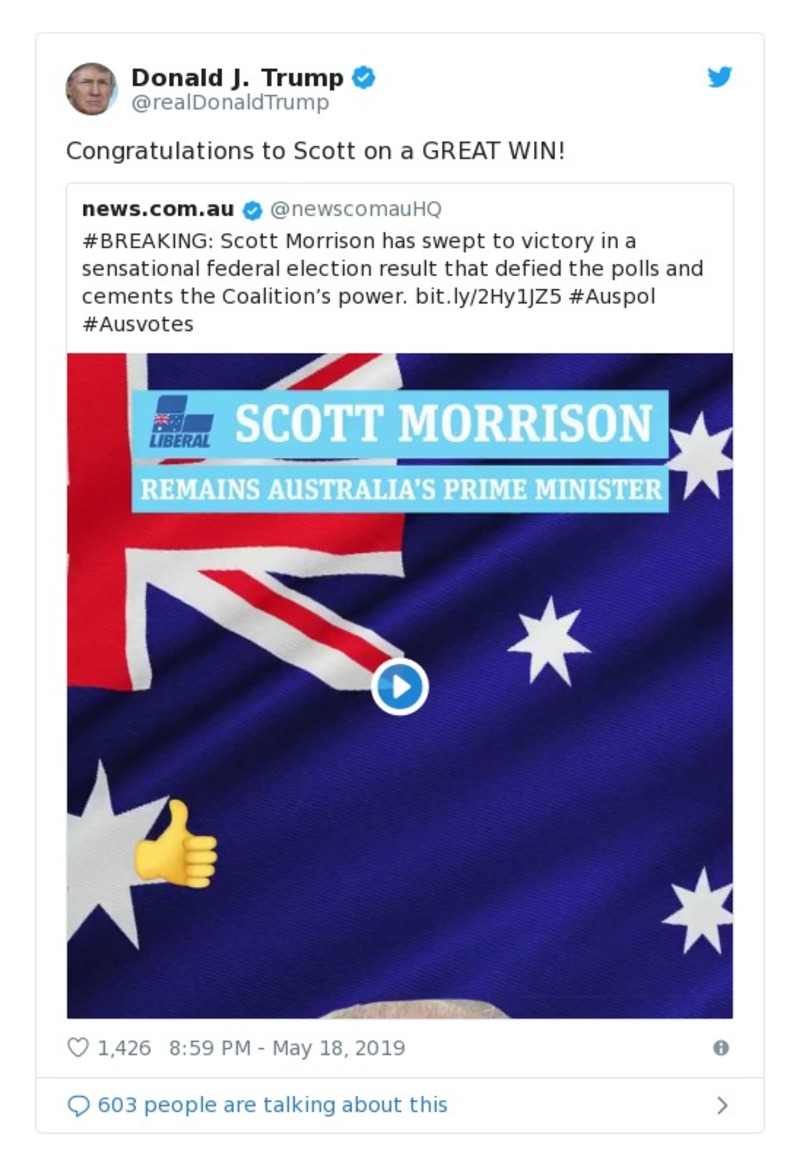 Donald J. Trump
@realDonaldTrump
Congratulations to Scott on a GREAT WIN!
news.com.au @newscomauHQ
#BREAKING: Scott Morrison has swept to victory in a
sensational federal election result that defied the polls and
cements the Coalition’s power. bit.ly/2Hy1JZ5 #Auspol
#Ausvotes
LIBERAL
SCOTT MORRISON
REMAINS AUSTRALIA'S PRIME MINISTER
1,426 8:59 PM - May 18, 2019
603 people are talking about this